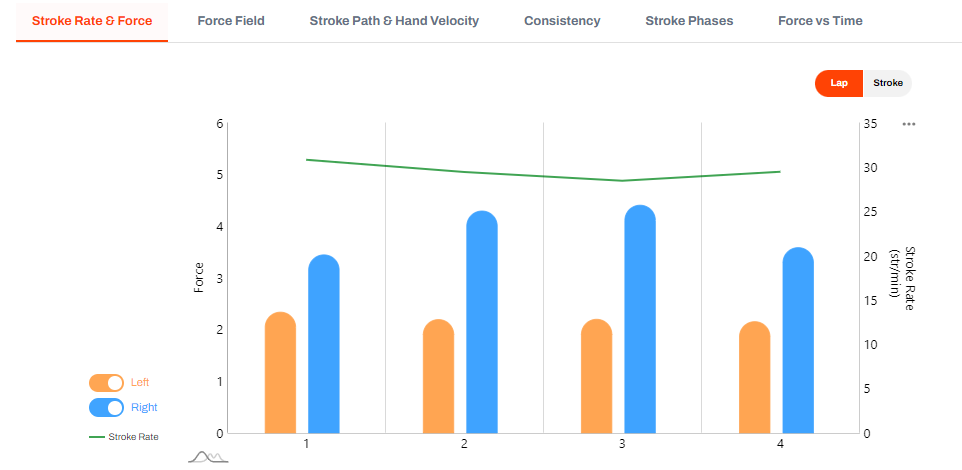 Stroke Rate & Force Force Field Stroke Path & Hand Velocity Consistency Stroke Phases Force vs Time
Lap Stroke
6 35
5 30
4 25
3 20
2 15
1 10
0 5
0
Force
Stroke Rate
(str/min)
Left
Right
Stroke Rate
1 2 3 4